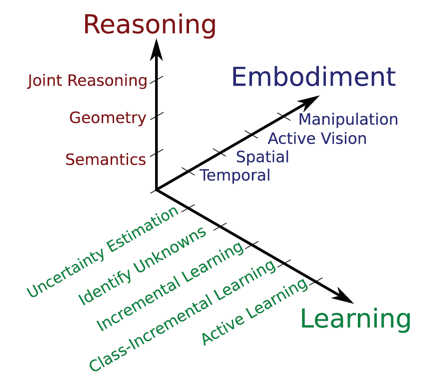 Reasoning
Joint Reasoning
Geometry
Semantics
Embodiment
Manipulation
Active Vision
Spatial
Temporal
Uncertainty Estimation
Identify Unknowns
Incremental Learning
Class-Incremental Learning
Active Learning
Learning